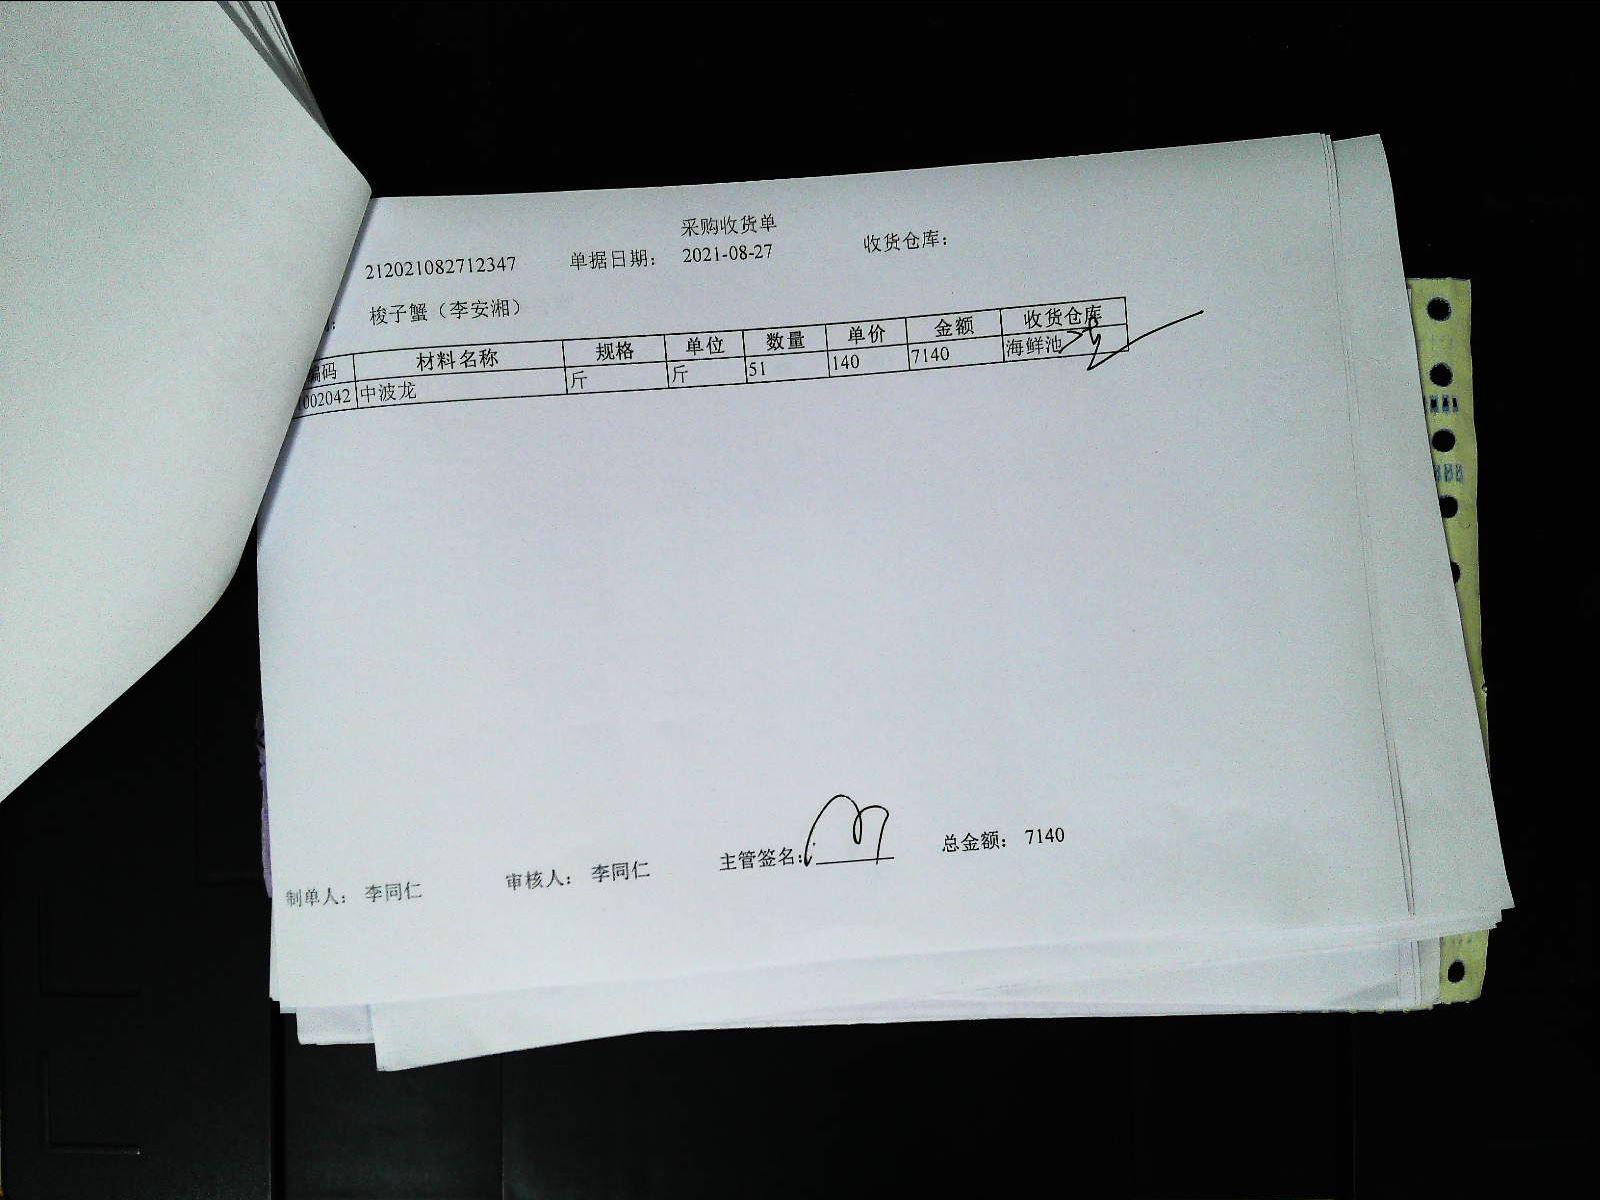 采购收货单
212021082712347 单据日期: 2021-08-27 收货仓库:
: 梭子蟹（李安湘）
编码 材料名称 规格 单位 数量 单价 金额 收货仓库
002042 中波龙 斤 斤 51 140 7140 海鲜池
制单人: 李同仁 审核人: 李同仁 主管签名: 总金额: 7140